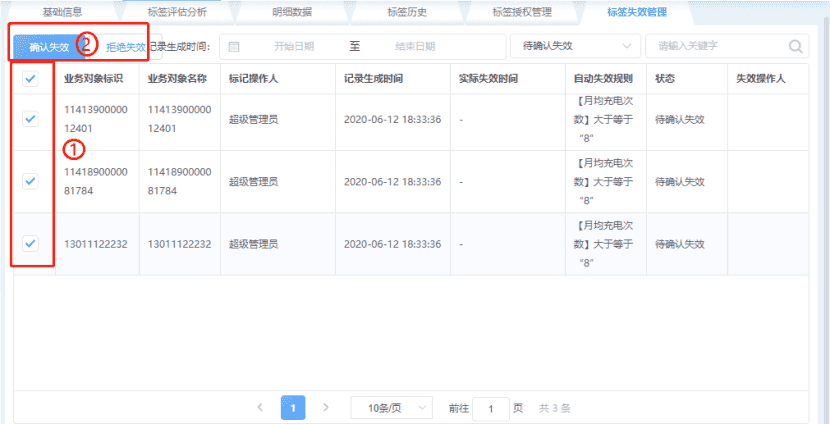 基础信息 标签评估分析 明细数据 标签历史 标签授权管理 标签失效管理
确认失效 ② 拒绝失效 记录生成时间: 开始日期 至 结束日期 待确认失效 请输入关键字
业务对象标识 业务对象名称 标记操作人 记录生成时间 实际失效时间 自动失效规则 状态 失效操作人
11413900000 11413900000 【月均充电次
12401 12401 超级管理员 2020-06-12 18:33:36 - 数】大于等于 待确认失效
“8”
①
11418900000 11418900000 【月均充电次
81784 81784 超级管理员 2020-06-12 18:33:36 - 数】大于等于 待确认失效
“8”
【月均充电次
13011122232 13011122232 超级管理员 2020-06-12 18:33:36 - 数】大于等于 待确认失效
“8”
1 10条/页 前往 1 页 共 3 条